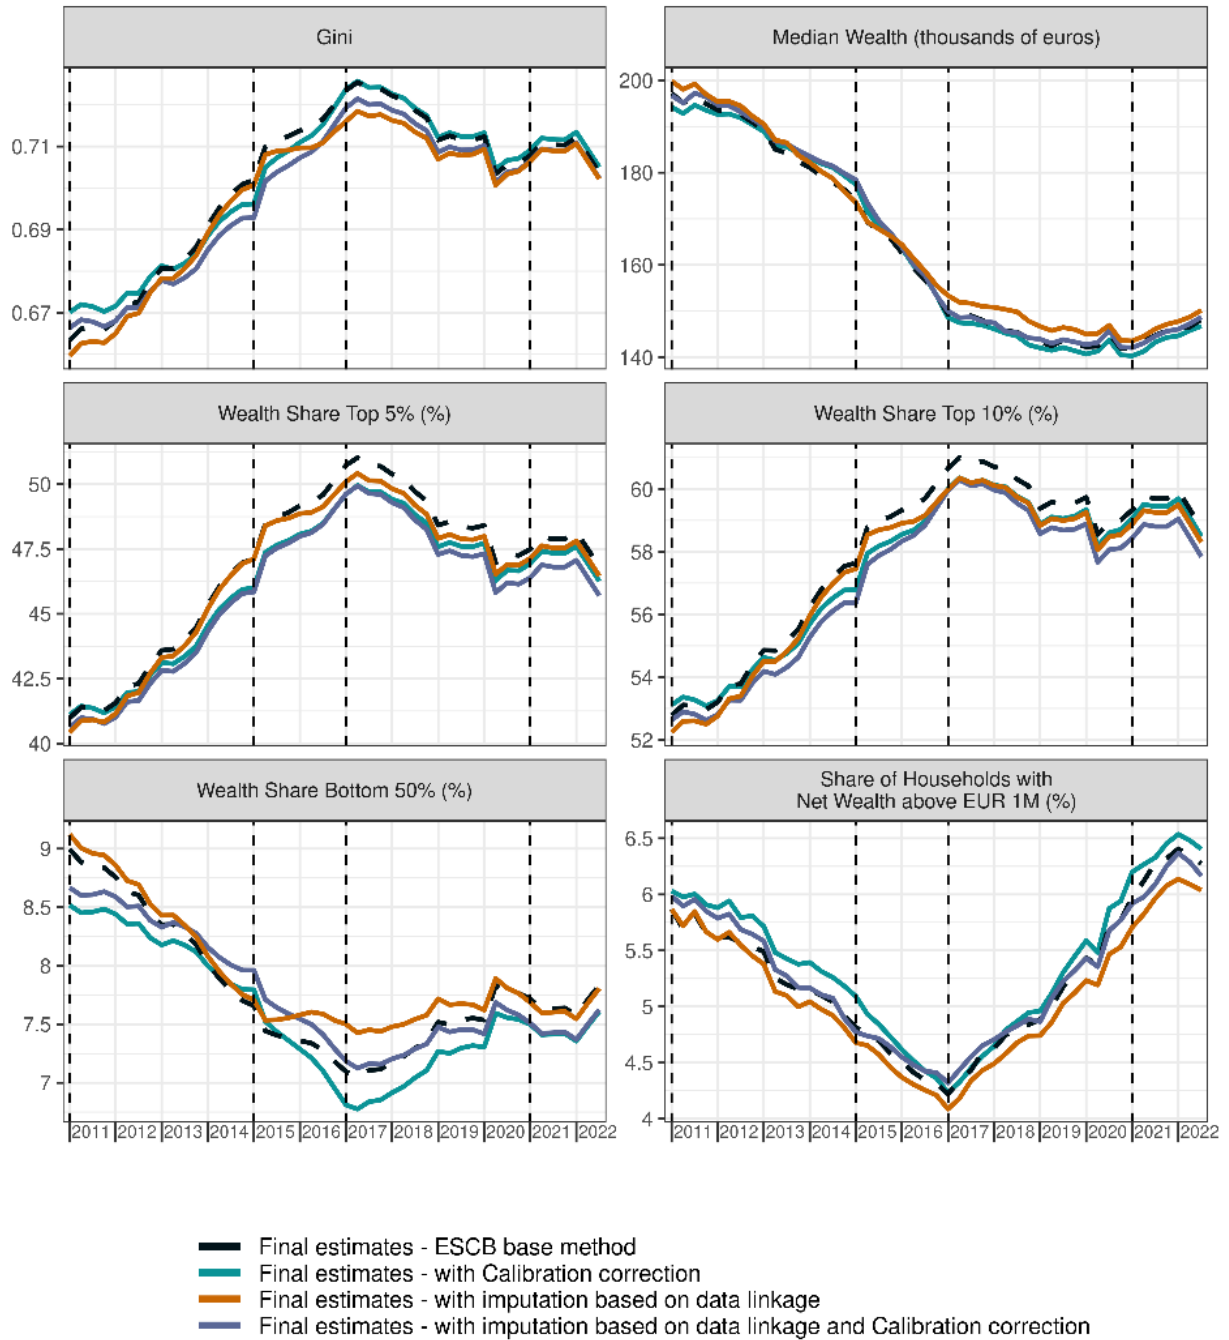 Gini
Median Wealth (thousands of euros)
0.71
0.69
0.67
200
180
160
140
Wealth Share Top 5% (%)
Wealth Share Top 10% (%)
50
47.5
45
42.5
40
60
58
56
54
52
Wealth Share Bottom 50% (%)
Share of Households with
Net Wealth above EUR 1M (%)
9
8.5
8
7.5
7
6.5
6
5.5
5
4.5
4
|2011 |2012 |2013 |2014 |2015 |2016 |2017 |2018 |2019 |2020 |2021 |2022
|2011 |2012 |2013 |2014 |2015 |2016 |2017 |2018 |2019 |2020 |2021 |2022
Final estimates - ESCB base method
Final estimates - with Calibration correction
Final estimates - with imputation based on data linkage
Final estimates - with imputation based on data linkage and Calibration correction